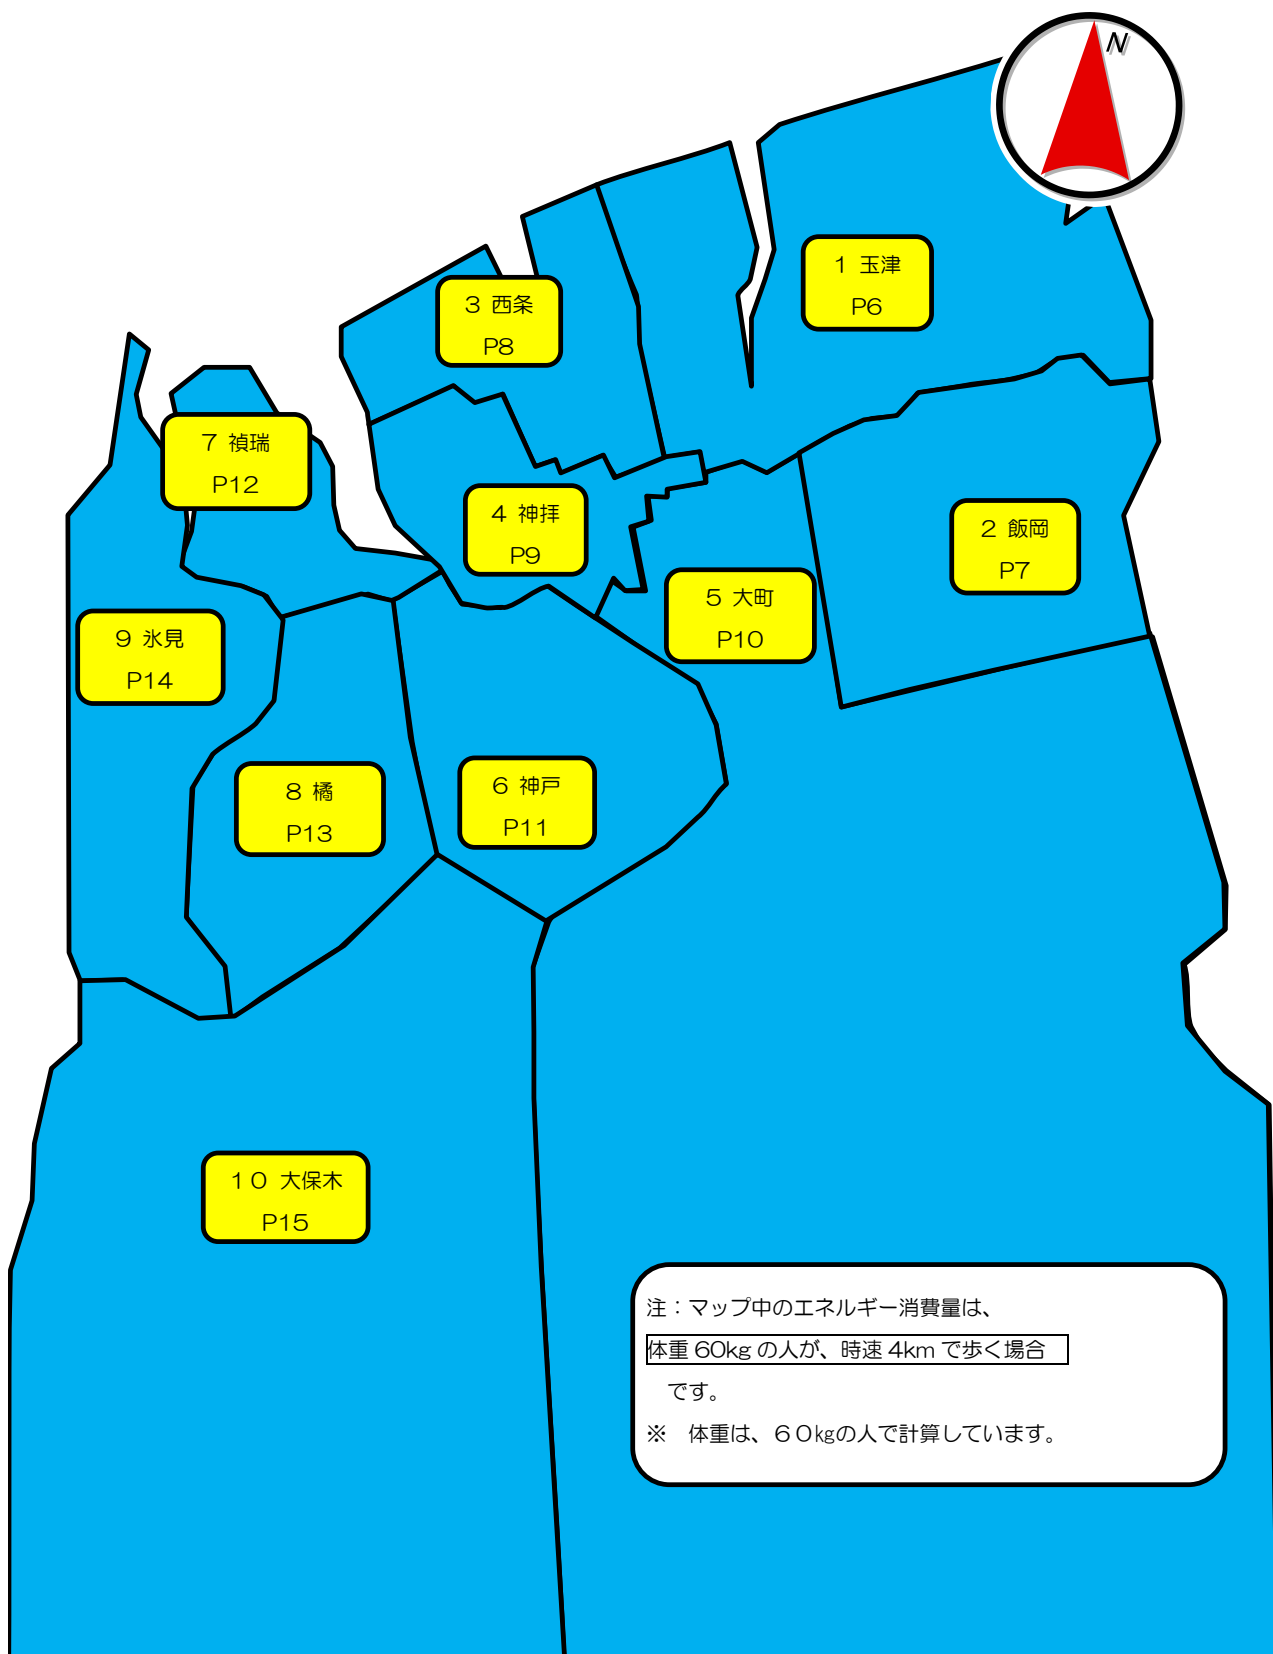 N
1 玉津
P6
3 西条
P8
7 禎瑞
P12
4 神拝
P9
2 飯岡
P7
5 大町
P10
9 氷見
P14
8 橘
P13
6 神戸
P11
10 大保木
P15
注：マップ中のエネルギー消費量は、
体重 60kg の人が、時速 4km で歩く場合
です。
※　体重は、６０kgの人で計算しています。